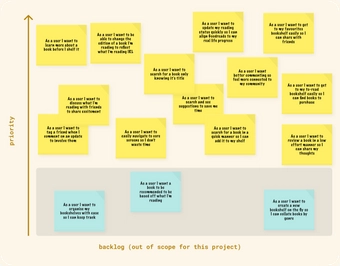 As a user I want to
learn more about a
book before I shelf it
As a user I want to be
able to change the
edition of a book I'm
reading to reflect
what I'm reading IRL
As a user I want to
update my reading
status quickly so I can
align Goodreads to my
real life progress
As a user I want to get
to my favourites
bookshelf easily so I
can share with
friends
As a user I want to
search for a book only
knowing it's title
As a user I want
better commenting so
I feel more connected to
my community
As a user I want to get
to my to-read
bookshelf easily so I
can find books to
purchase
As a user I want to
discuss what I'm
reading with friends
to share excitement
As a user I want to
search and see
suggestions to save me
time
As a user I want to
tag a friend when I
comment on an update
to involve them
As a user I want to
easily navigate to core
screens so I don't
waste time
As a user I want to
search for a book in a
quick manner so I can
add it to my shelf
As a user I want to
review a book in a low
effort manner so I
can share my
thoughts
priority
As a user I want to
organise my
bookshelves with ease
so I can keep track
As a user I want a
book to be
recommended to be
based off what I'm
reading
As a user I want to
create a new
bookshelf on the fly so
I can collate books by
genre
backlog (out of scope for this project)